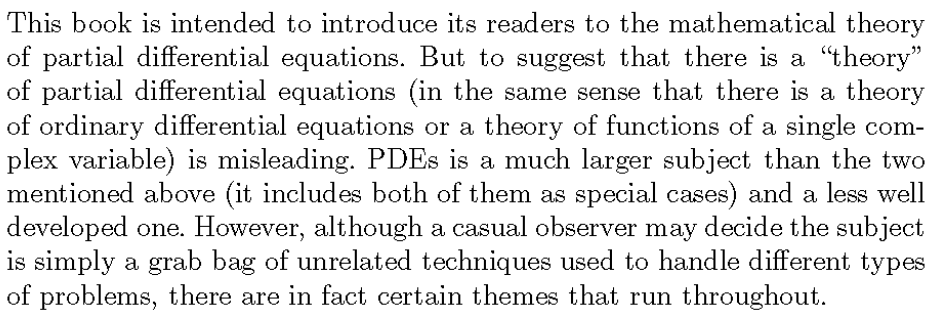 This book is intended to introduce its readers to the mathematical theory
of partial differential equations. But to suggest that there is a “theory”
of partial differential equations (in the same sense that there is a theory
of ordinary differential equations or a theory of functions of a single com-
plex variable) is misleading. PDEs is a much larger subject than the two
mentioned above (it includes both of them as special cases) and a less well
developed one. However, although a casual observer may decide the subject
is simply a grab bag of unrelated techniques used to handle different types
of problems, there are in fact certain themes that run throughout.